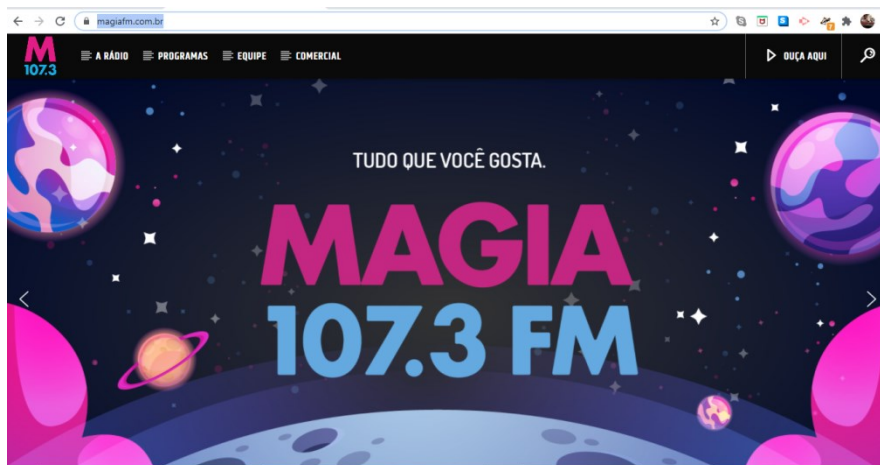 magiafm.com.br
M
107.3
A RÁDIO
PROGRAMAS
EQUIPE
COMERCIAL
OUÇA AQUI
TUDO QUE VOCÊ GOSTA.
MAGIA
107.3 FM